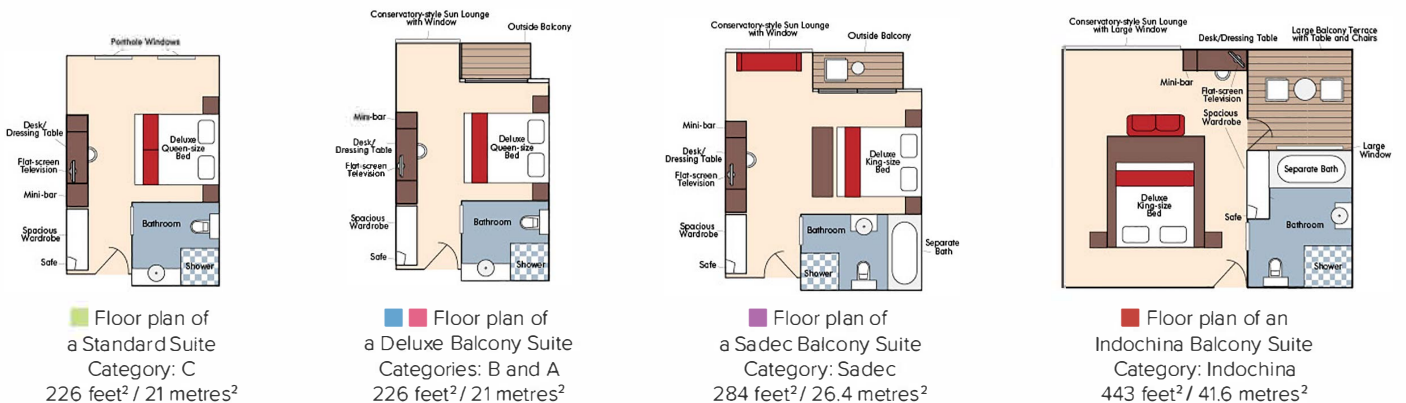 Porthole Windows
Desk/
Dressing Table
Flat-screen
Television
Mini-bar
Spacious
Wardrobe
Safe
Deluxe
Queen-size
Bed
Bathroom
Shower
Floor plan of
a Standard Suite
Category: C
226 feet² / 21 metres²
Conservatory-style Sun Lounge
with Window
Outside Balcony
Mini-bar
Desk/
Dressing Table
Flat-screen
Television
Spacious
Wardrobe
Safe
Deluxe
Queen-size
Bed
Bathroom
Shower
Floor plan of
a Deluxe Balcony Suite
Categories: B and A
226 feet² / 21 metres²
Conservatory-style Sun Lounge
with Window
Outside Balcony
Mini-bar
Desk/
Dressing Table
Flat-screen
Television
Spacious
Wardrobe
Safe
Deluxe
King-size
Bed
Bathroom
Shower
Separate
Bath
Floor plan of
a Sadec Balcony Suite
Category: Sadec
284 feet² / 26.4 metres²
Conservatory-style Sun Lounge
with Large Window
Desk/Dressing Table
Large Balcony Terrace
with Table and Chairs
Mini-bar
Flat-screen
Television
Spacious
Wardrobe
Large
Window
Separate Bath
Deluxe
King-size
Bed
Safe
Bathroom
Shower
Floor plan of an
Indochina Balcony Suite
Category: Indochina
443 feet² / 41.6 metres²